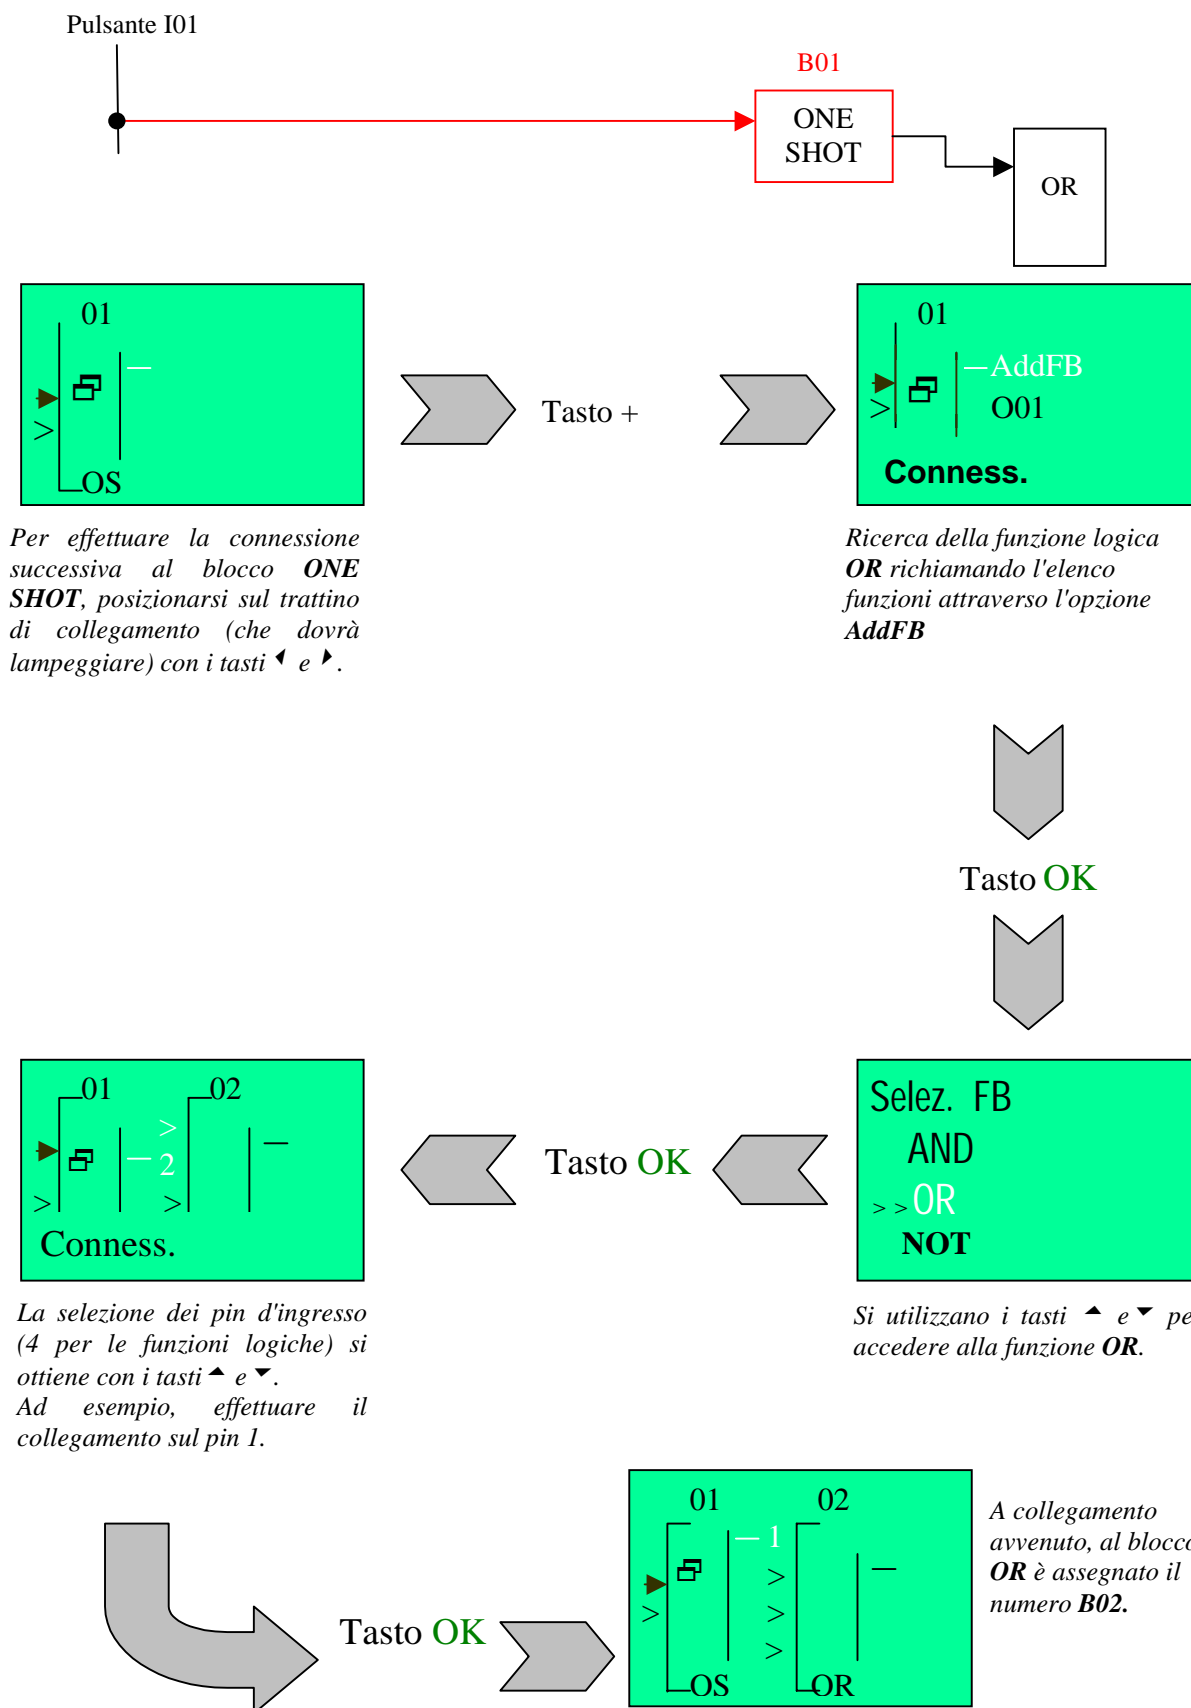 Pulsante I01
B01
ONE
SHOT
OR
01
OS
Tasto +
01
AddFB
O01
Conness.
Per effettuare la connessione
successiva al blocco ONE
SHOT, posizionarsi sul trattino
di collegamento (che dovrà
lampeggiare) con i tasti ◀ e ▶.
Ricerca della funzione logica
OR richiamando l'elenco
funzioni attraverso l'opzione
AddFB
Tasto OK
Selez. FB
AND
> > OR
NOT
Si utilizzano i tasti ▲ e ▼ pe
accedere alla funzione OR.
Tasto OK
01 02
2
Conness.
La selezione dei pin d'ingresso
(4 per le funzioni logiche) si
ottiene con i tasti ▲ e ▼.
Ad esempio, effettuare il
collegamento sul pin 1.
Tasto OK
01 02
1
OS OR
A collegamento
avvenuto, al blocco
OR è assegnato il
numero B02.